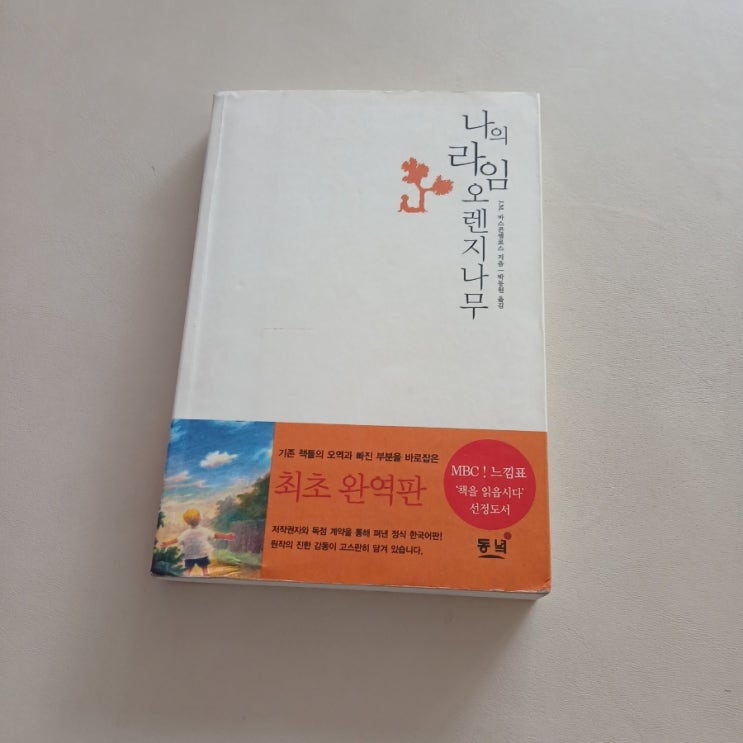 나의
라임
오렌지나무
J.M. 바스콘셀로스 지음 | 박동원 옮김
기존 책들의 오역과 빠진 부분을 바로잡은
최초 완역판
저작권자와 독점 계약을 통해 펴낸 정식 한국어판!
원작의 진한 감동이 고스란히 담겨 있습니다.
MBC ! 느낌표
'책을 읽읍시다'
선정도서
동녘